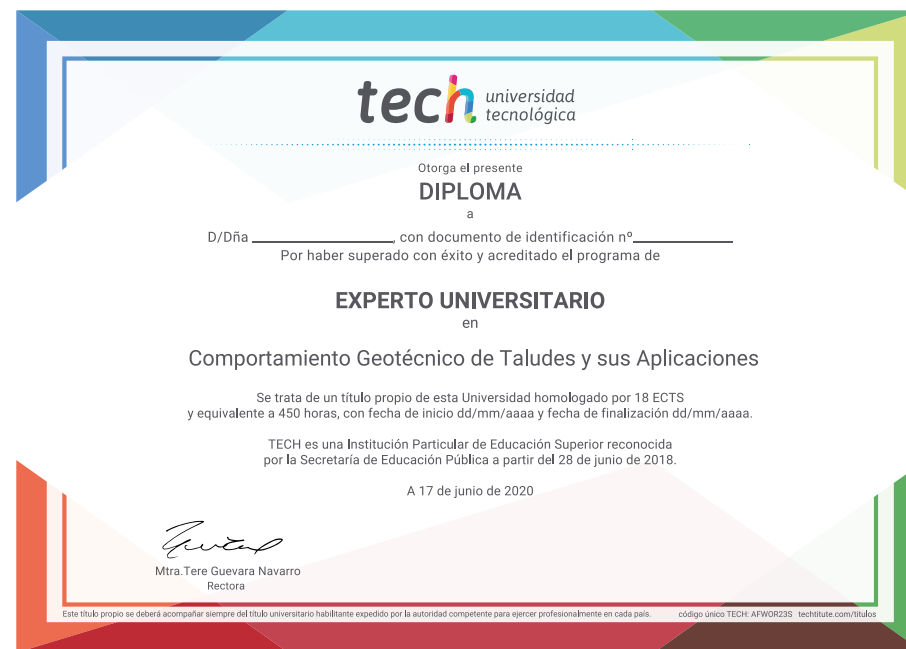 tech universidad
tecnológica
Otorga el presente
DIPLOMA
a
D/Dña ____________________, con documento de identificación nº______________
Por haber superado con éxito y acreditado el programa de
EXPERTO UNIVERSITARIO
en
Comportamiento Geotécnico de Taludes y sus Aplicaciones
Se trata de un título propio de esta Universidad homologado por 18 ECTS
y equivalente a 450 horas, con fecha de inicio dd/mm/aaaa y fecha de finalización dd/mm/aaaa.
TECH es una Institución Particular de Educación Superior reconocida
por la Secretaría de Educación Pública a partir del 28 de junio de 2018.
A 17 de junio de 2020
Mtra.Tere Guevara Navarro
Rectora
Este título propio se deberá acompañar siempre del título universitario habilitante expedido por la autoridad competente para ejercer profesionalmente en cada país. código único TECH: AFWOR23S techtitute.com/titulos